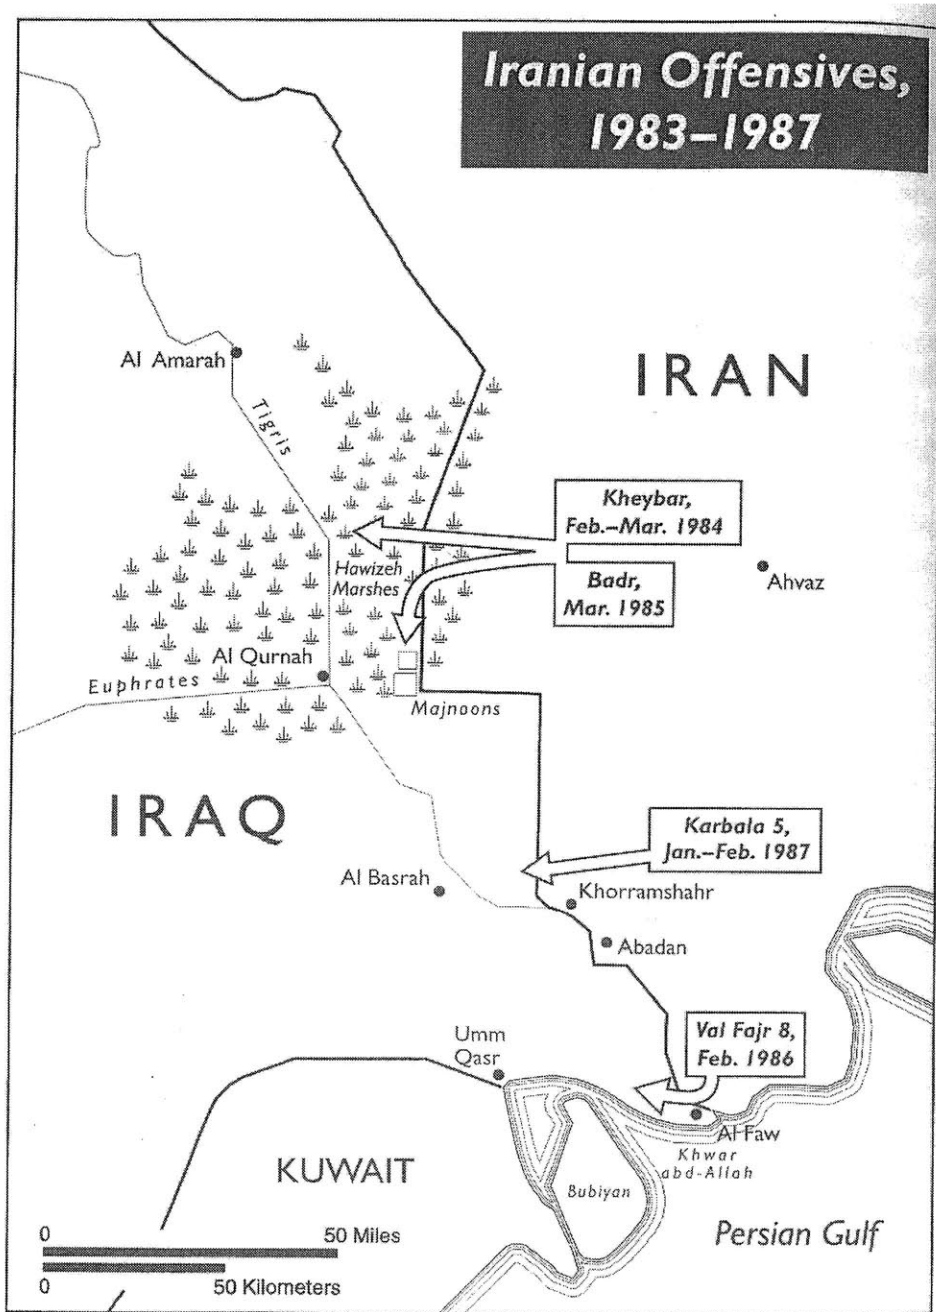 Iranian Offensives,
1983–1987
Al Amarah
IRAN
Tigris
Kheybar,
Feb.–Mar. 1984
Hawizeh
Marshes
Badr,
Mar. 1985
Ahvaz
Al Qurnah
Euphrates
Majnoons
IRAQ
Karbala 5,
Jan.–Feb. 1987
Al Basrah
Khorramshahr
Abadan
Val Fajr 8,
Feb. 1986
Umm
Qasr
Al Faw
Khwar
abd-Allah
KUWAIT
Bubiyan
Persian Gulf
0
50 Miles
0
50 Kilometers